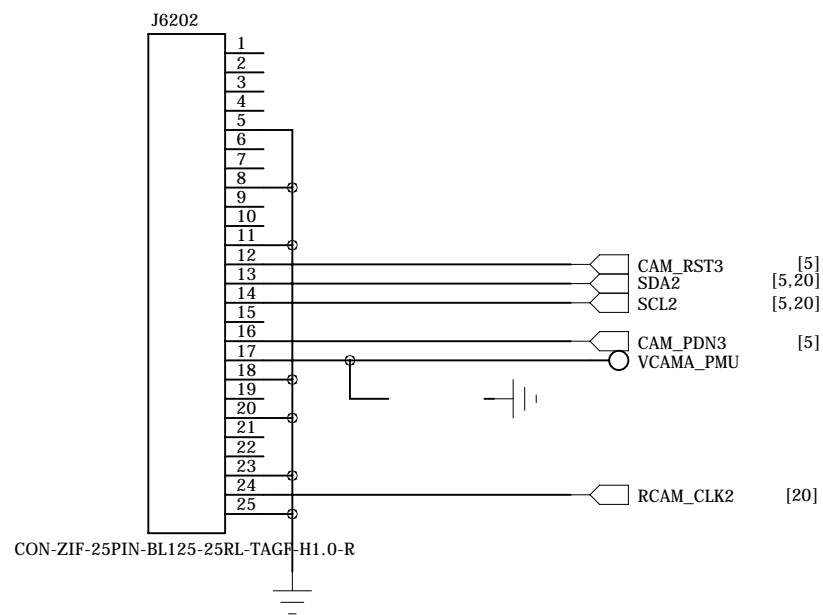 J6202
1
2
3
4
5
6
7
8
9
10
11
12 CAM_RST3 [5]
13 SDA2 [5,20]
14 SCL2 [5,20]
15
16 CAM_PDN3 [5]
17 VCAMA_PMU
18
19
20
21
22
23
24 RCAM_CLK2 [20]
25
CON-ZIF-25PIN-BL125-25RL-TAGF-H1.0-R